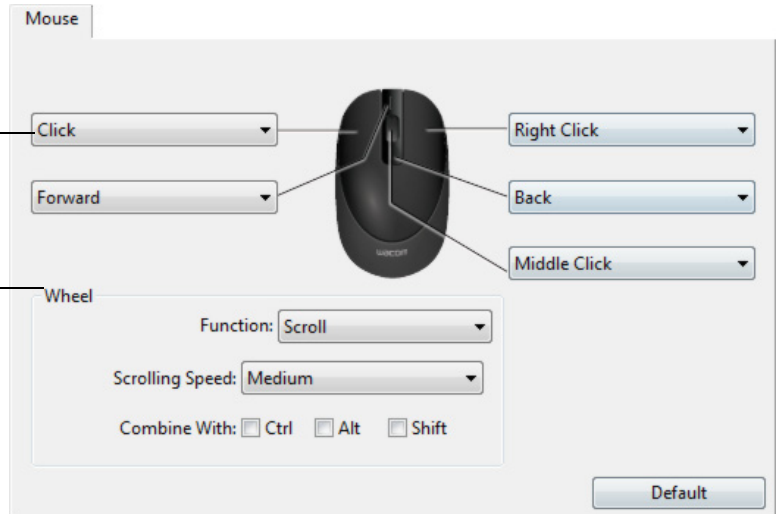 Mouse
Click
Right Click
Forward
Back
wacom
Middle Click
Wheel
Function: Scroll
Scrolling Speed: Medium
Combine With: Ctrl Alt Shift
Default